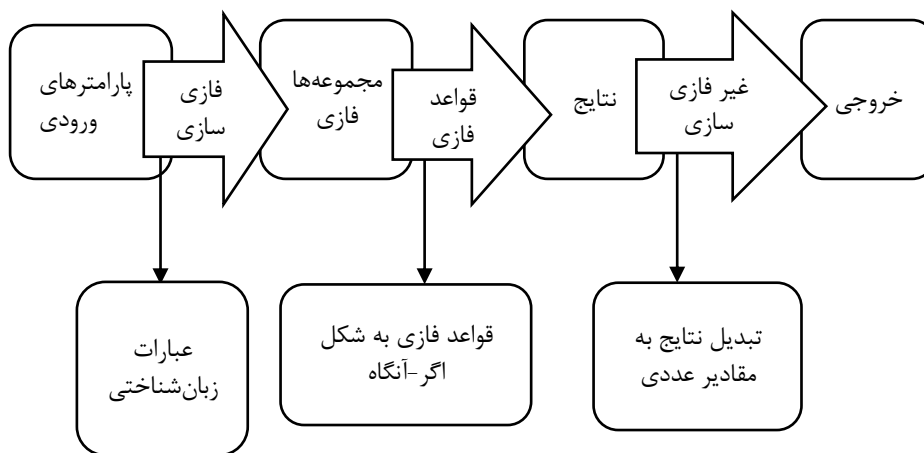 پارامترهای
ورودی
فازی
سازی
مجموعه‌ها
فازی
قواعد
فازی
نتایج
غیر فازی
سازی
خروجی
عبارات
زبان‌شناختی
قواعد فازی به شکل
اگر-آنگاه
تبدیل نتایج به
مقادیر عددی